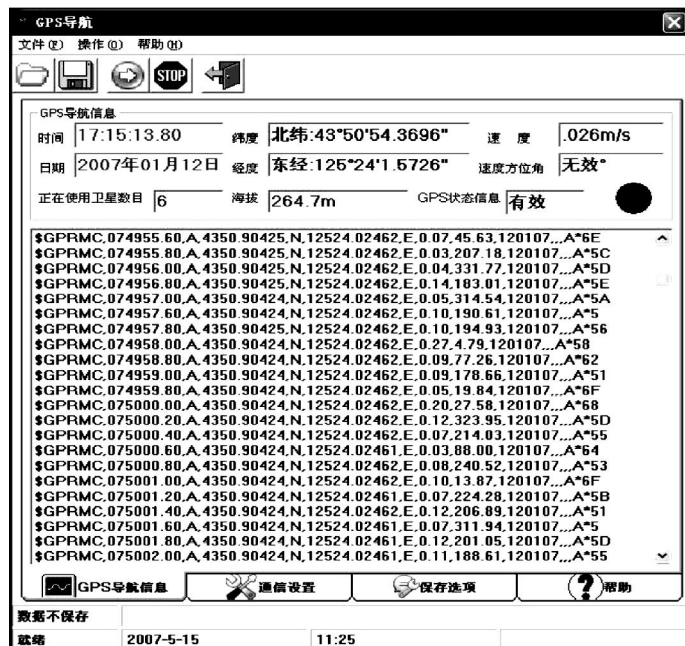 GPS导航
文件(F) 操作(O) 帮助(H)
STOP
GPS导航信息
时间 17:15:13.80 纬度 北纬:43°50'54.3696" 速 度 .026m/s
日期 2007年01月12日 经度 东经:125°24'1.5726" 速度方位角 无效°
正在使用卫星数目 6 海拔 264.7m GPS状态信息 有效
$GPRMC,074955.60,A,4350.90425,N,12524.02462,E,0.07,45.63,120107,,,A*6E
$GPRMC,074955.80,A,4350.90425,N,12524.02462,E,0.03,207.18,120107,,,A*5C
$GPRMC,074956.00,A,4350.90425,N,12524.02462,E,0.04,331.77,120107,,,A*5D
$GPRMC,074956.80,A,4350.90425,N,12524.02462,E,0.14,183.01,120107,,,A*5E
$GPRMC,074957.00,A,4350.90424,N,12524.02462,E,0.05,314.54,120107,,,A*5A
$GPRMC,074957.60,A,4350.90424,N,12524.02462,E,0.10,190.61,120107,,,A*5
$GPRMC,074957.80,A,4350.90425,N,12524.02462,E,0.10,194.93,120107,,,A*56
$GPRMC,074958.00,A,4350.90424,N,12524.02462,E,0.27,4.79,120107,,,A*58
$GPRMC,074958.80,A,4350.90424,N,12524.02462,E,0.09,77.26,120107,,,A*62
$GPRMC,074959.00,A,4350.90424,N,12524.02462,E,0.09,178.66,120107,,,A*51
$GPRMC,074959.80,A,4350.90424,N,12524.02462,E,0.05,19.84,120107,,,A*6F
$GPRMC,075000.00,A,4350.90424,N,12524.02462,E,0.20,27.58,120107,,,A*68
$GPRMC,075000.20,A,4350.90424,N,12524.02462,E,0.12,323.95,120107,,,A*5D
$GPRMC,075000.40,A,4350.90424,N,12524.02462,E,0.07,214.03,120107,,,A*55
$GPRMC,075000.60,A,4350.90424,N,12524.02461,E,0.03,88.00,120107,,,A*64
$GPRMC,075000.80,A,4350.90424,N,12524.02462,E,0.08,240.52,120107,,,A*53
$GPRMC,075001.00,A,4350.90424,N,12524.02462,E,0.10,13.87,120107,,,A*6F
$GPRMC,075001.20,A,4350.90424,N,12524.02461,E,0.07,224.28,120107,,,A*5B
$GPRMC,075001.40,A,4350.90424,N,12524.02462,E,0.12,206.89,120107,,,A*51
$GPRMC,075001.60,A,4350.90424,N,12524.02461,E,0.07,311.94,120107,,,A*5
$GPRMC,075001.80,A,4350.90424,N,12524.02461,E,0.12,201.05,120107,,,A*5D
$GPRMC,075002.00,A,4350.90424,N,12524.02461,E,0.11,188.61,120107,,,A*55
GPS导航信息 通信设置 保存选项 帮助
数据不保存
就绪 2007-5-15 11:25